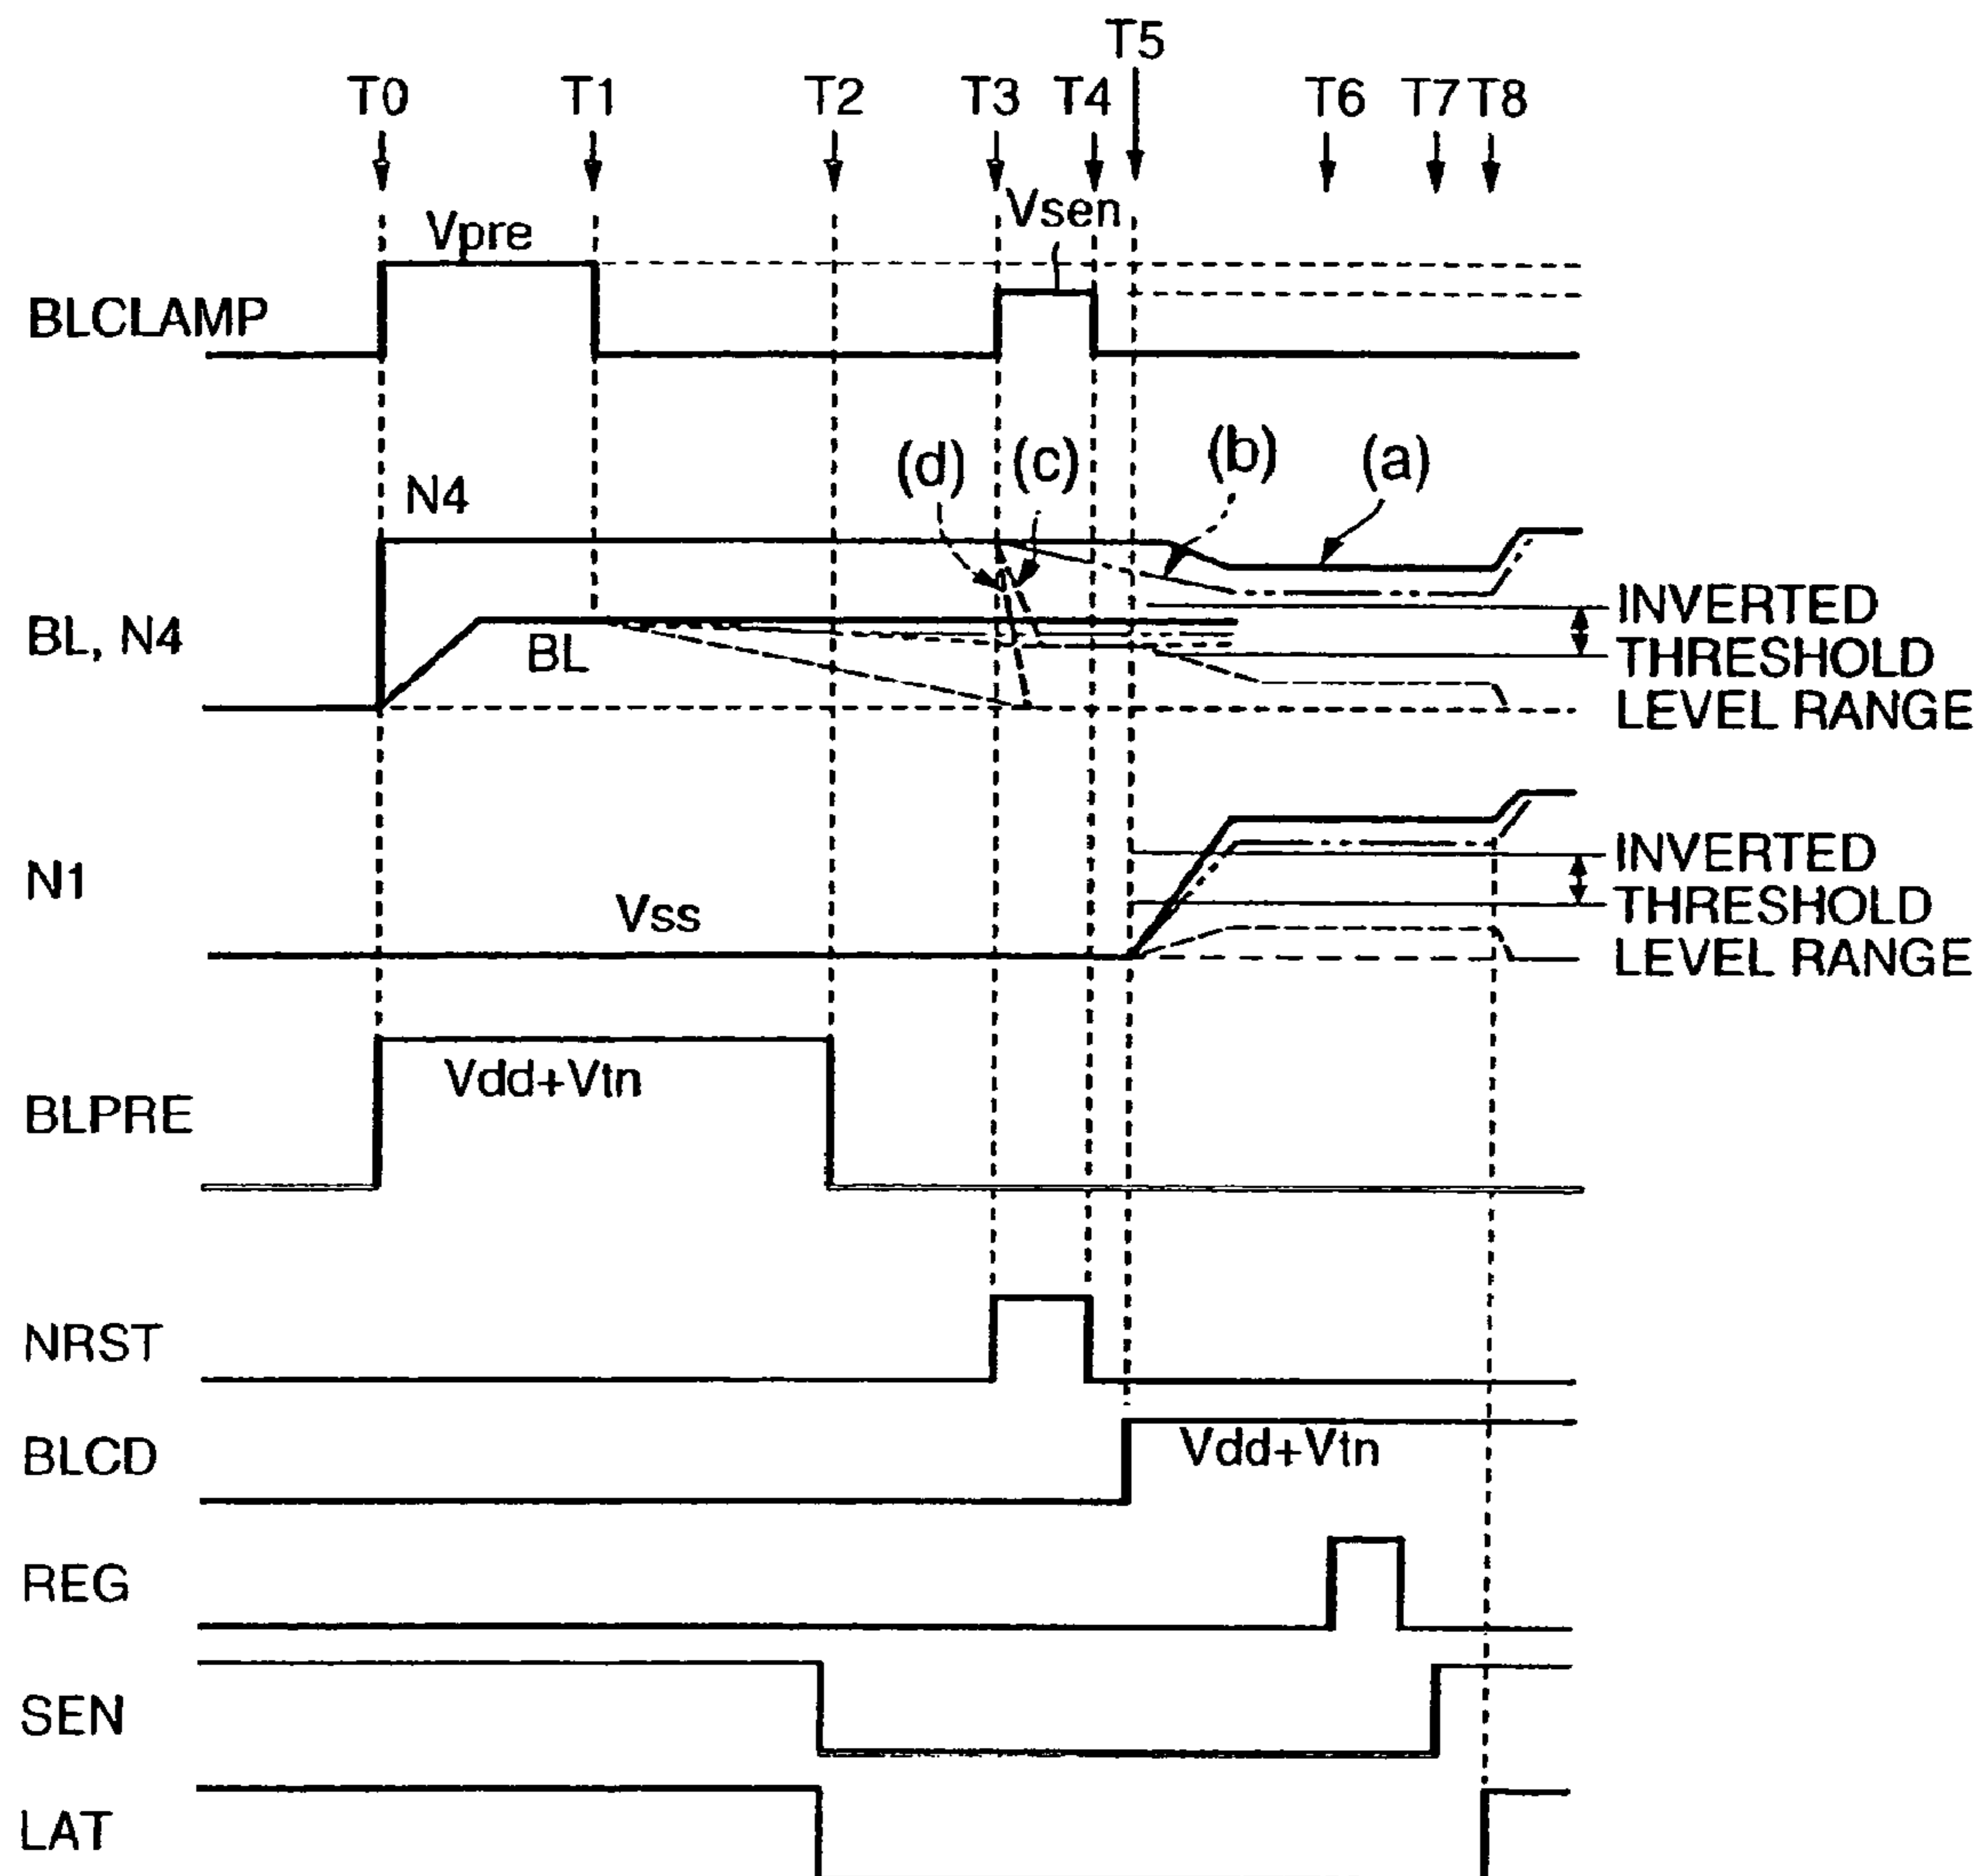 T5
T0 T1 T2 T3 T4 T6 T7 T8
Vpre Vsen
BLCLAMP
(d) (c) (b) (a)
N4
BL, N4
BL
INVERTED
THRESHOLD
LEVEL RANGE
N1
Vss
INVERTED
THRESHOLD
LEVEL RANGE
BLPRE
Vdd+Vtn
NRST
BLCD
Vdd+Vtn
REG
SEN
LAT